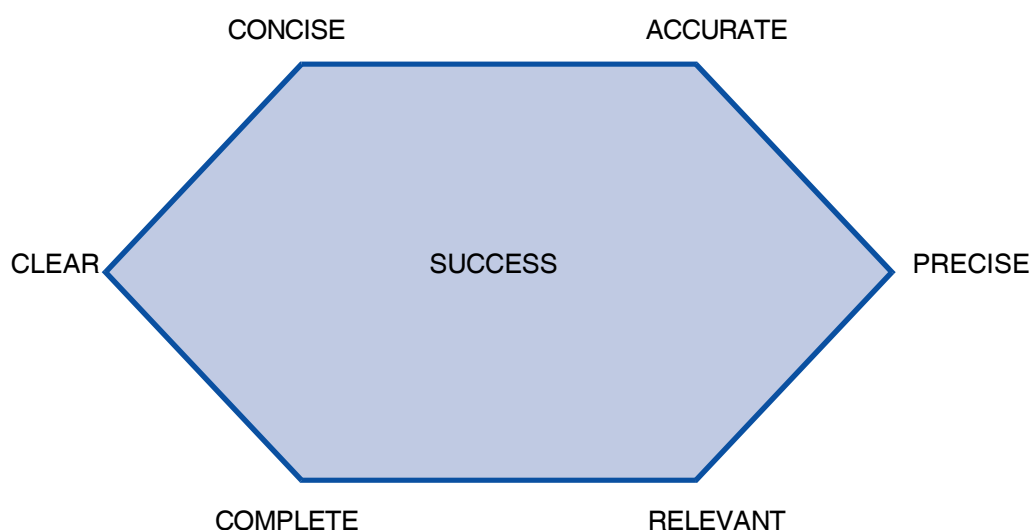 CONCISE
ACCURATE
CLEAR
SUCCESS
PRECISE
COMPLETE
RELEVANT